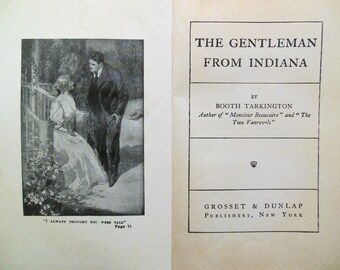 "I ALWAYS THOUGHT YOU WERE PALE"
Page 71
THE GENTLEMAN
FROM INDIANA
BY
BOOTH TARKINGTON
Author of "Monsieur Beaucaire" and "The
Two Vanrevels"
GROSSET & DUNLAP
PUBLISHERS, NEW YORK